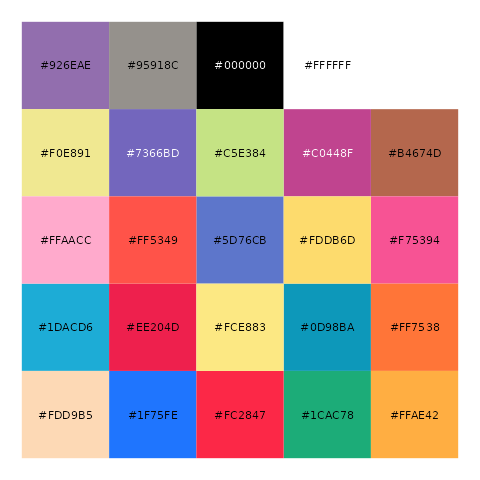 #926EAE #95918C #000000 #FFFFFF
#F0E891 #7366BD #C5E384 #C0448F #B4674D
#FFAACC #FF5349 #5D76CB #FDDB6D #F75394
#1DACD6 #EE204D #FCE883 #0D98BA #FF7538
#FDD9B5 #1F75FE #FC2847 #1CAC78 #FFAE42